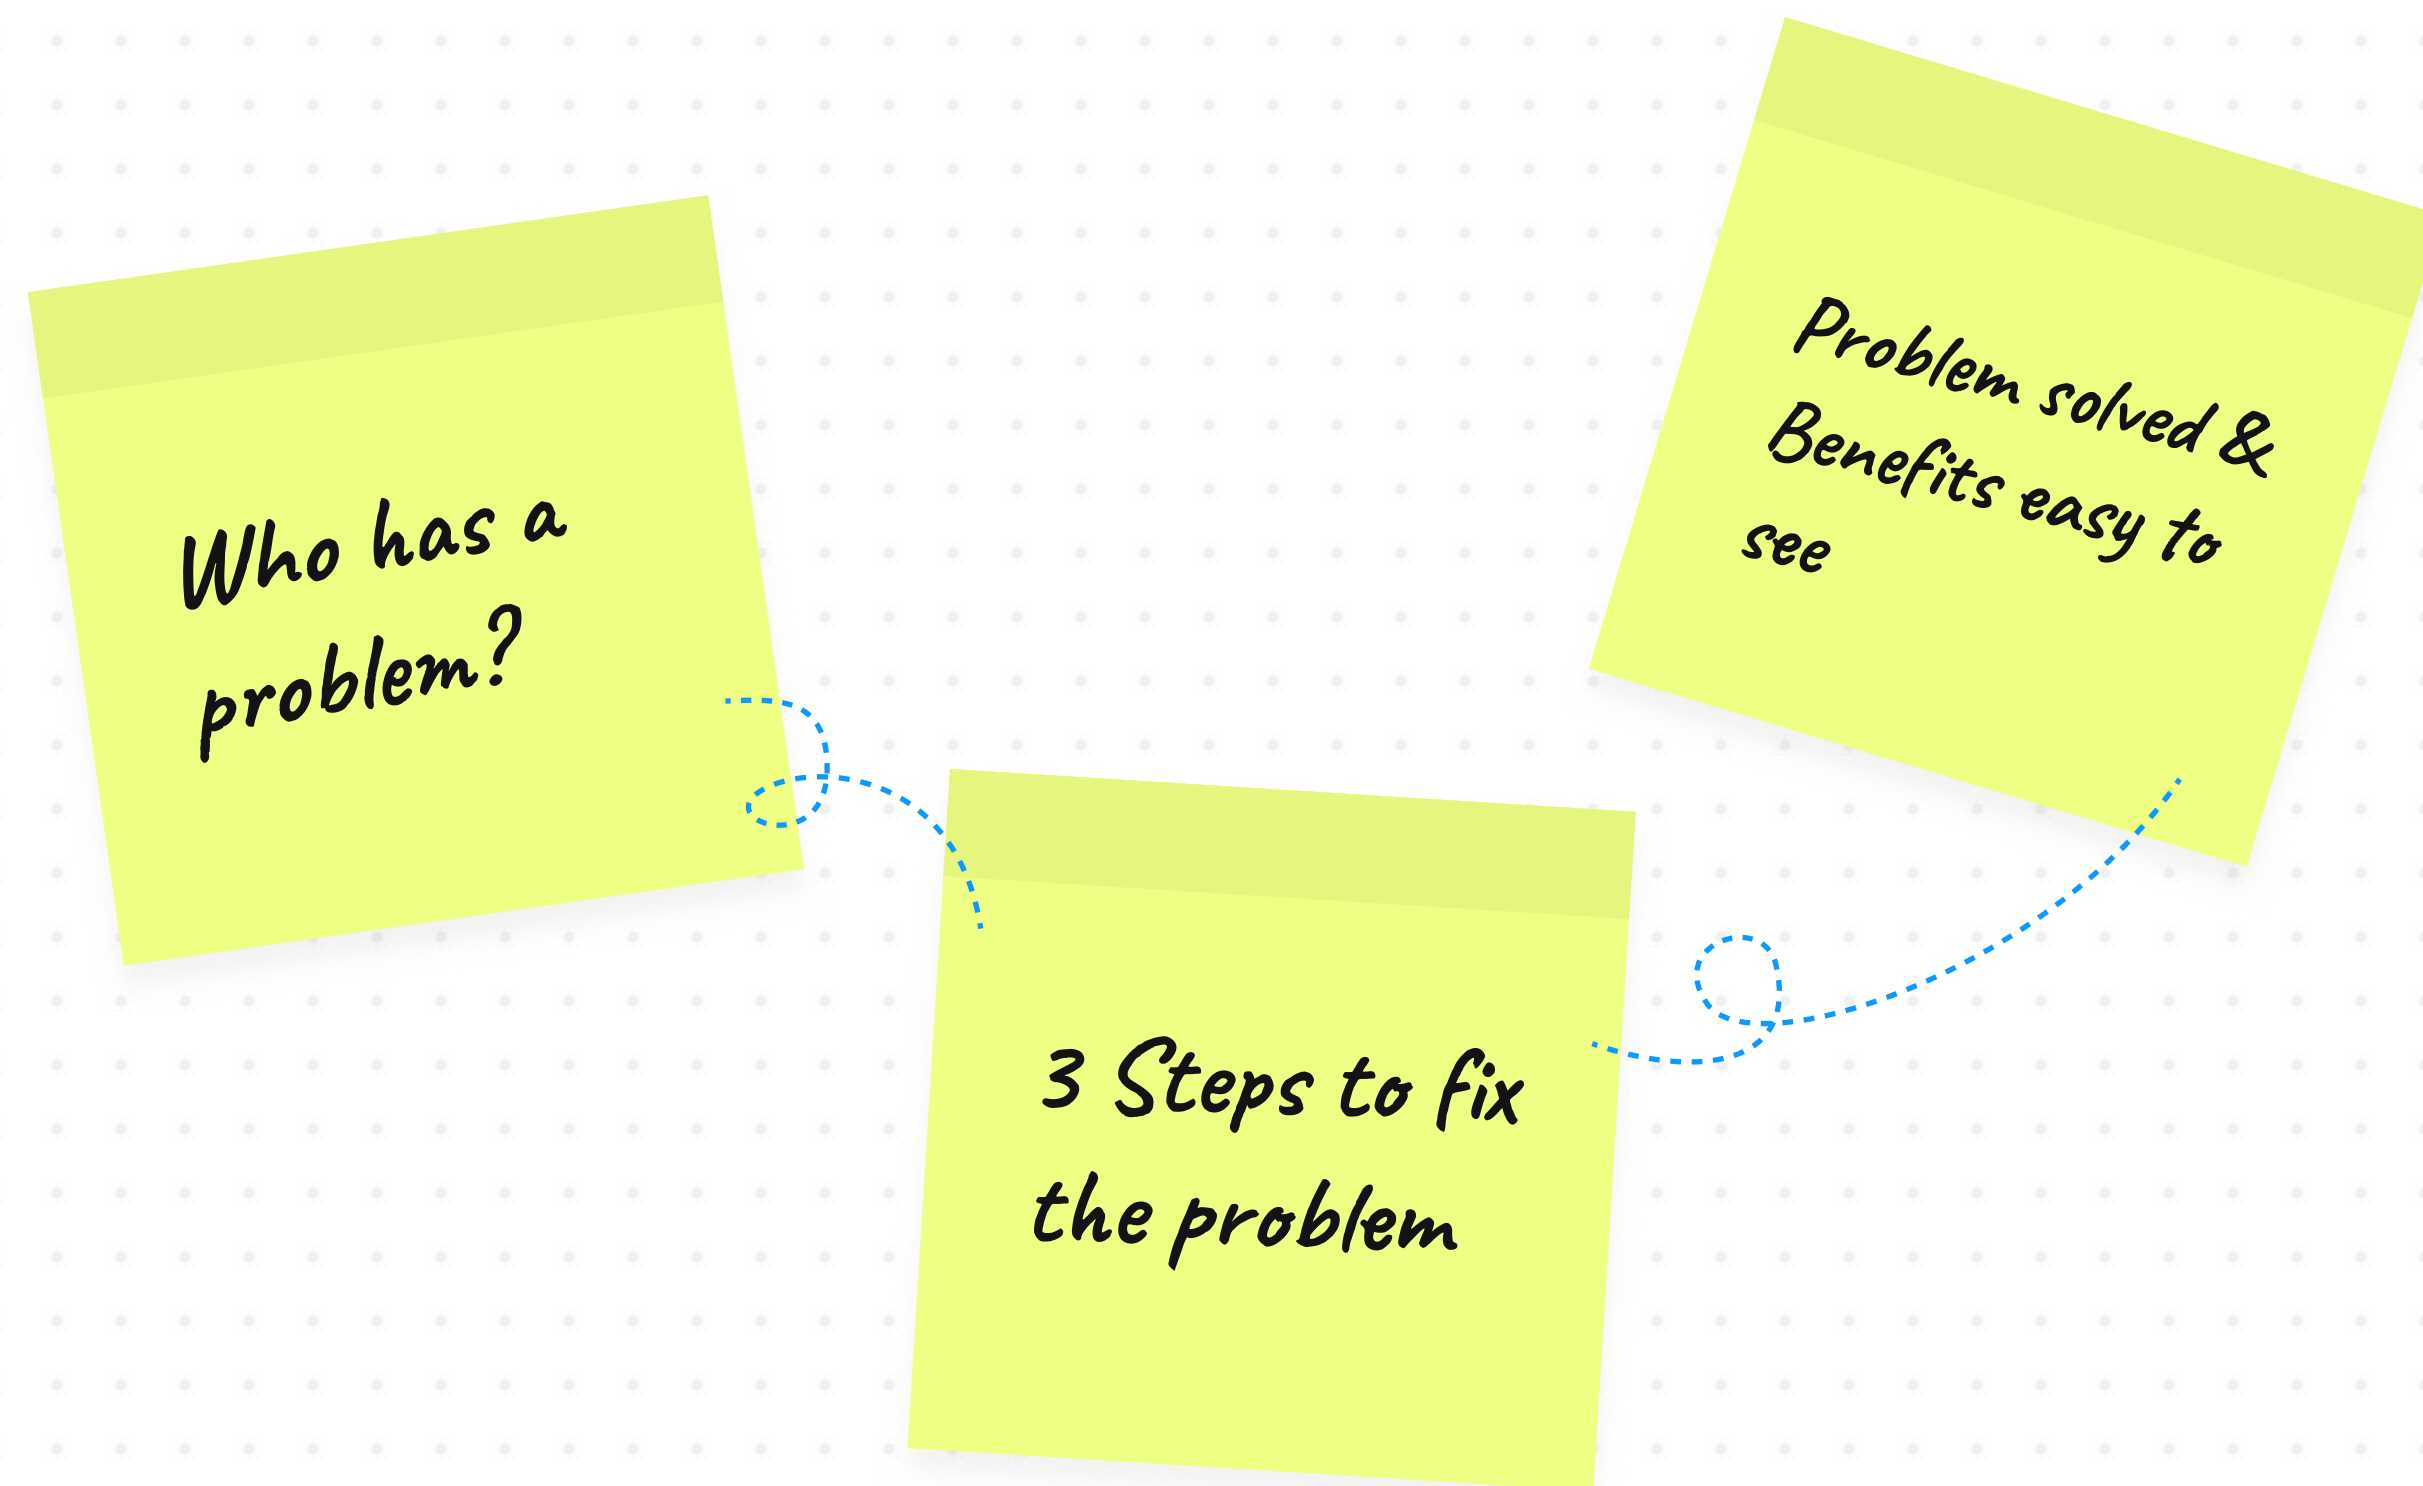 Who has a
problem?
3 Steps to fix
the problem
Problem solved &
Benefits easy to
see